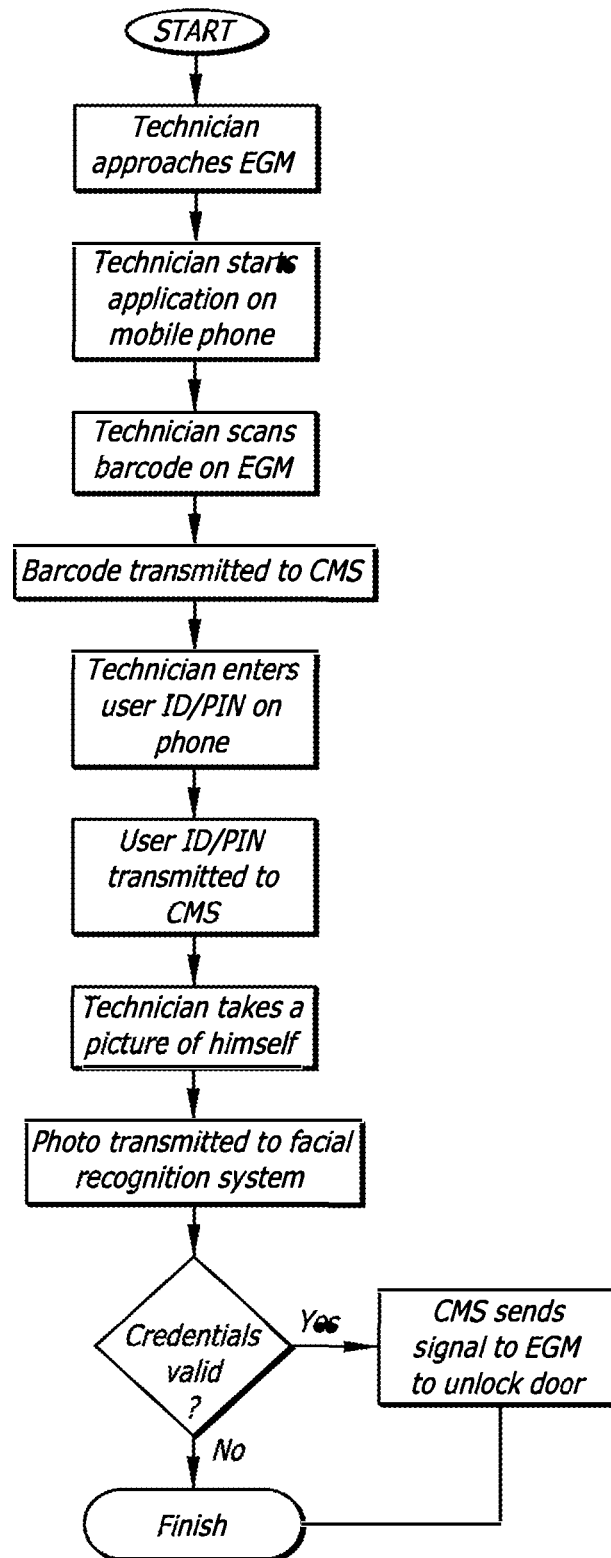 START
Technician
approaches EGM
Technician starts
application on
mobile phone
Technician scans
barcode on EGM
Barcode transmitted to CMS
Technician enters
user ID/PIN on
phone
User ID/PIN
transmitted to
CMS
Technician takes a
picture of himself
Photo transmitted to facial
recognition system
Credentials
valid
?
Yes
CMS sends
signal to EGM
to unlock door
No
Finish